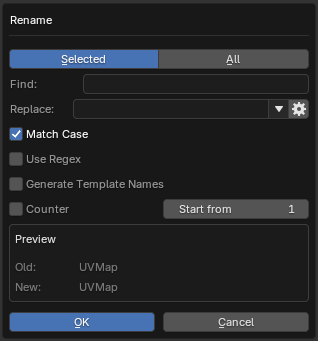 Rename
Selected All
Find:
Replace:
Match Case
Use Regex
Generate Template Names
Counter Start from 1
Preview
Old: UVMap
New: UVMap
OK Cancel